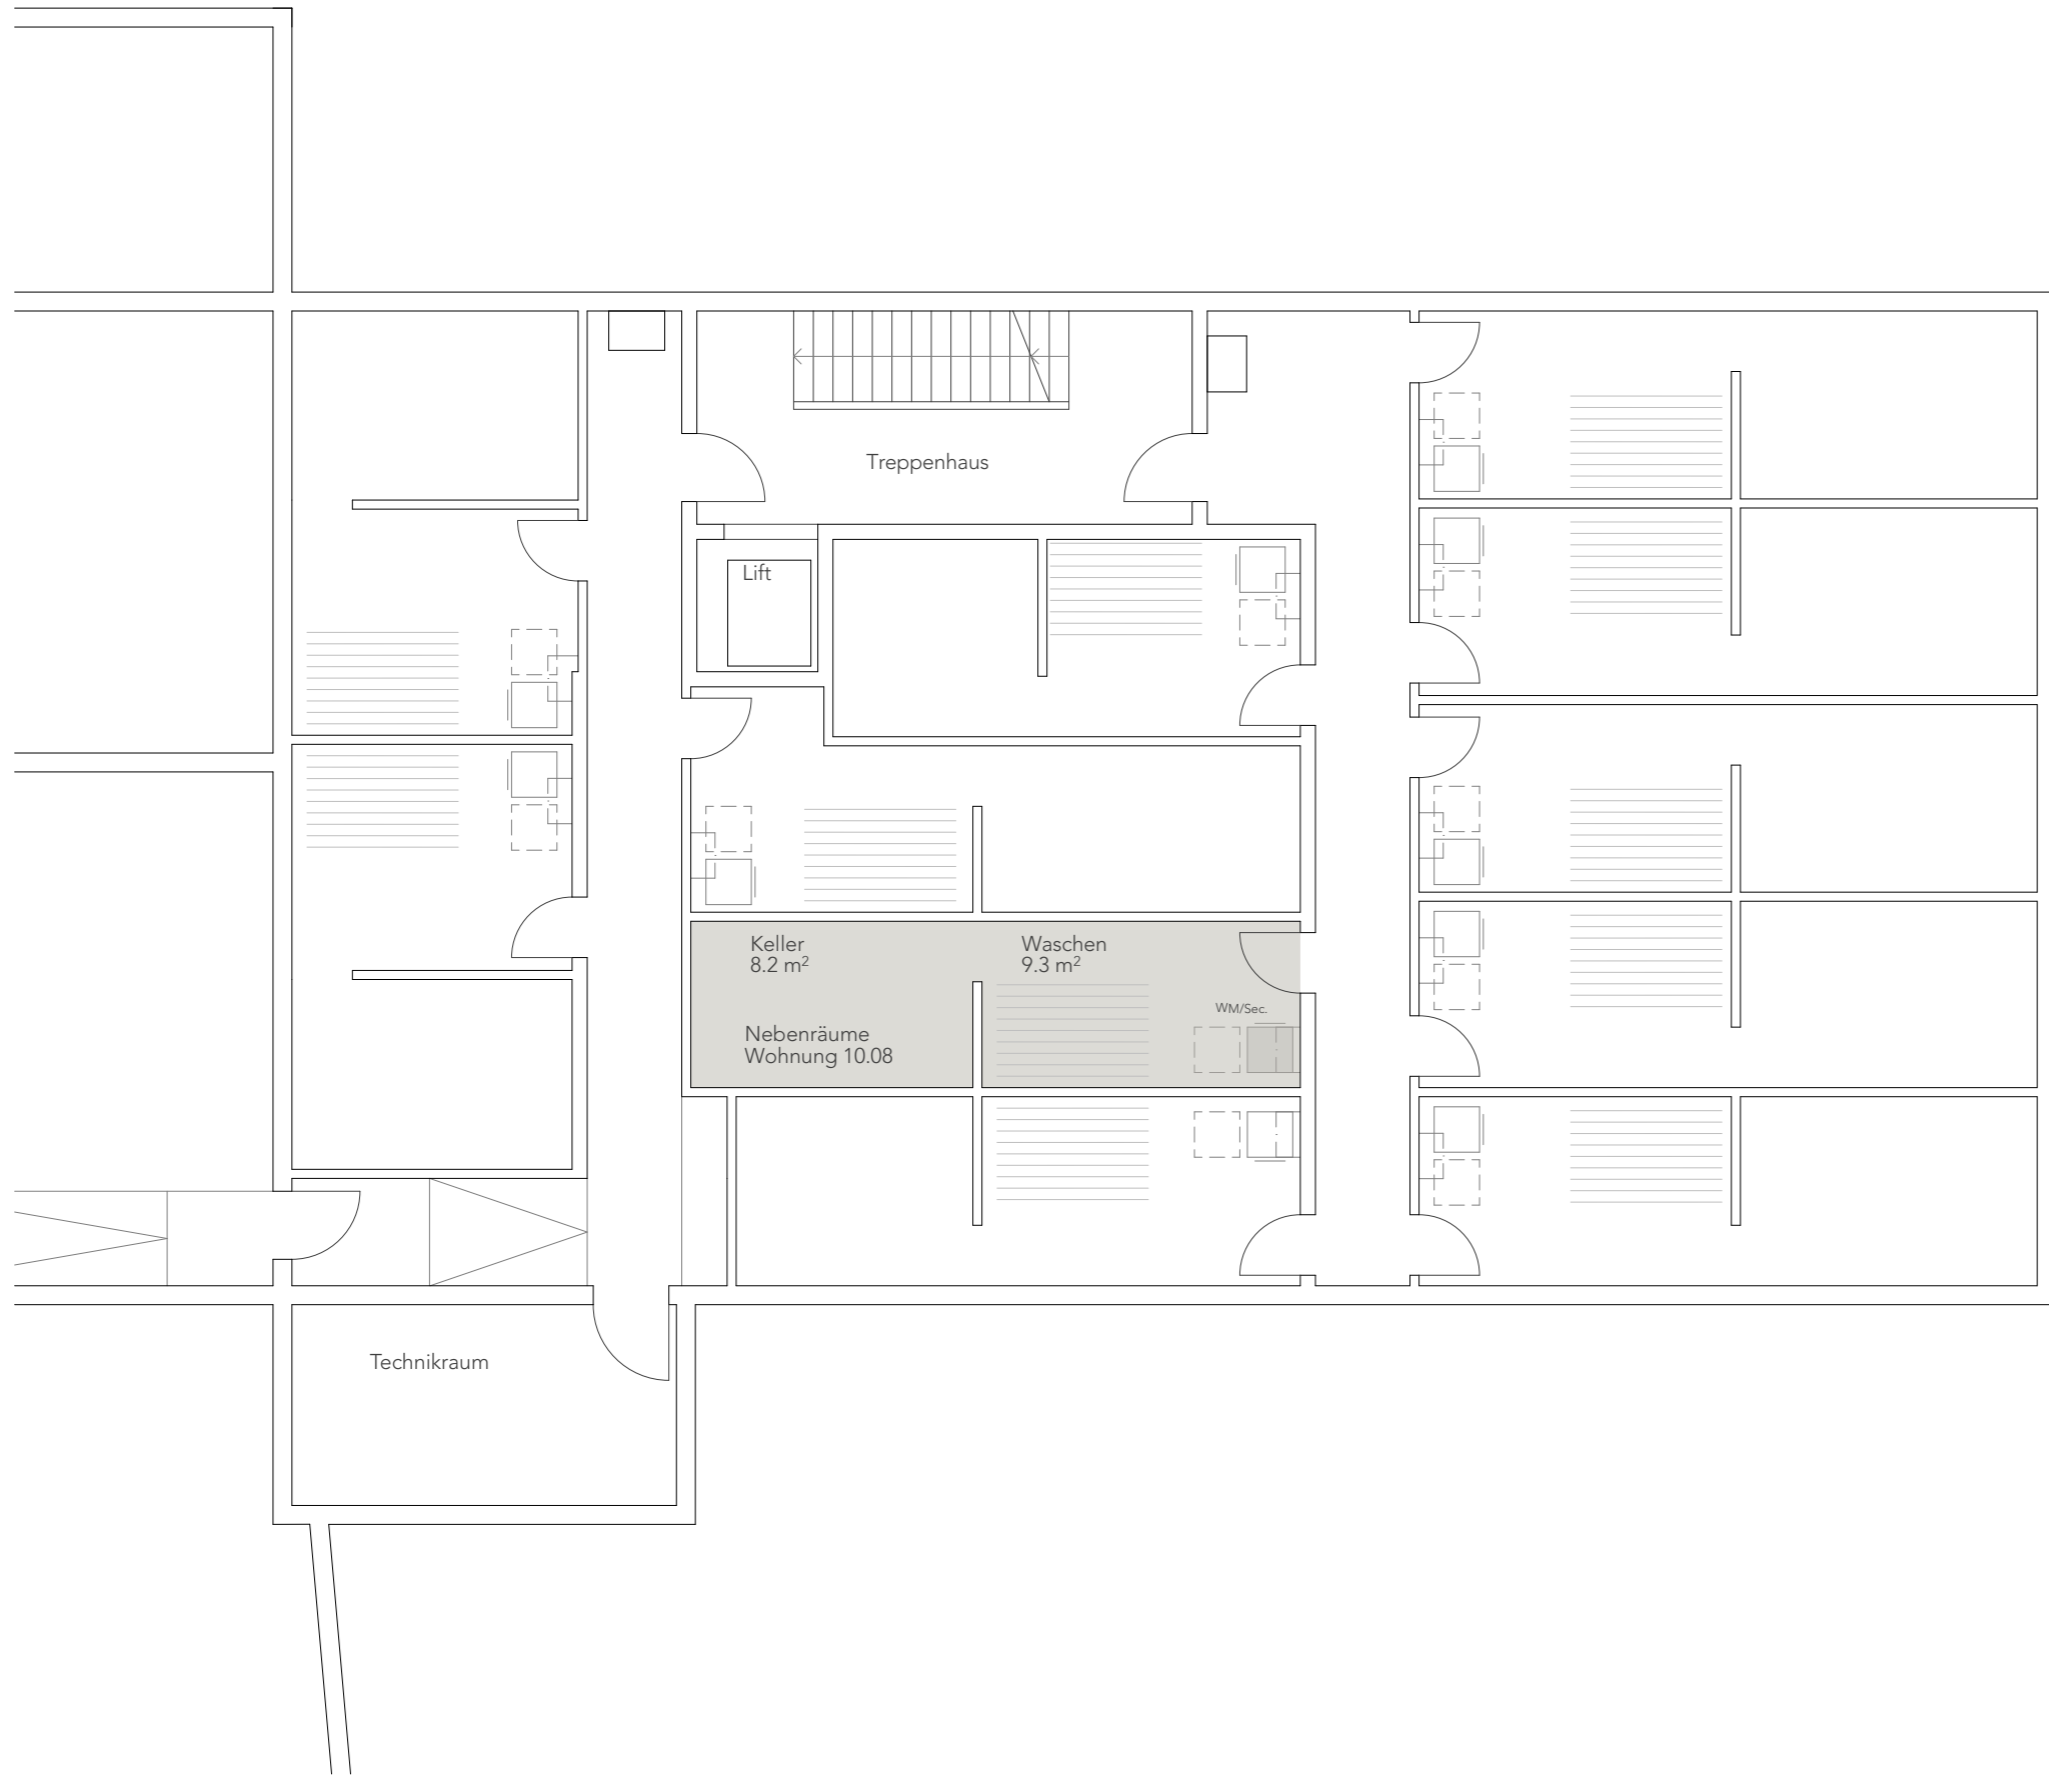 Treppenhaus
Lift
Keller
8.2 m²
Waschen
9.3 m²
WM/Sec.
Nebenräume
Wohnung 10.08
Technikraum